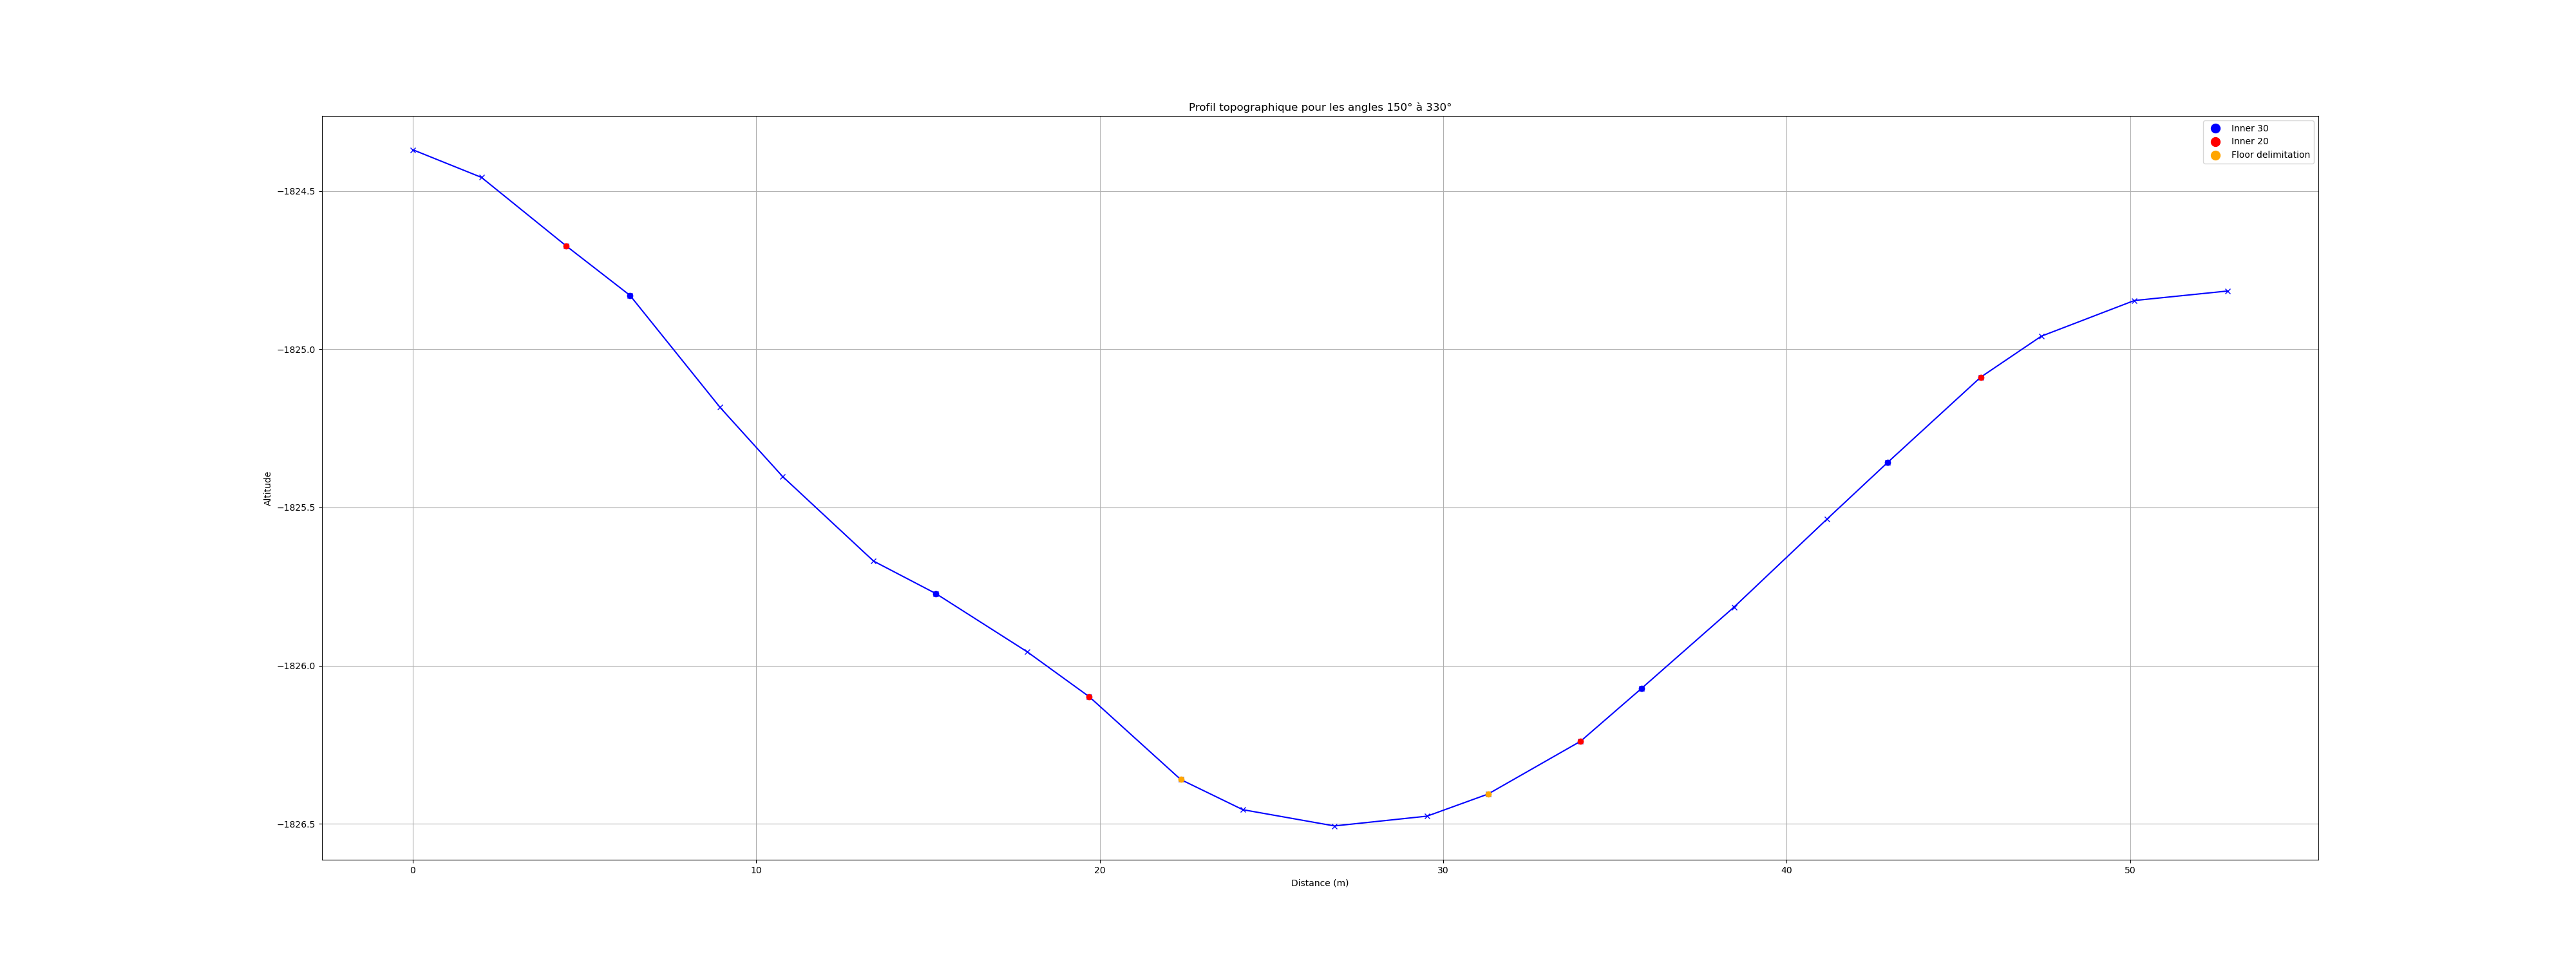 Profil topographique pour les angles 150° à 330°
Inner 30
Inner 20
Floor delimitation
−1824.5
−1825.0
−1825.5
−1826.0
−1826.5
Altitude
0 10 20 30 40 50
Distance (m)